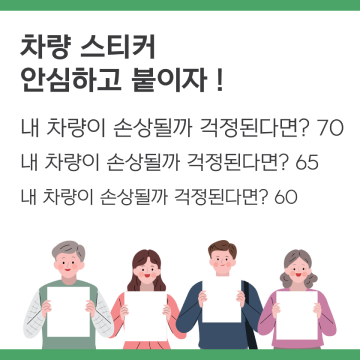 차량 스티커
안심하고 붙이자 !
내 차량이 손상될까 걱정된다면? 70
내 차량이 손상될까 걱정된다면? 65
내 차량이 손상될까 걱정된다면? 60